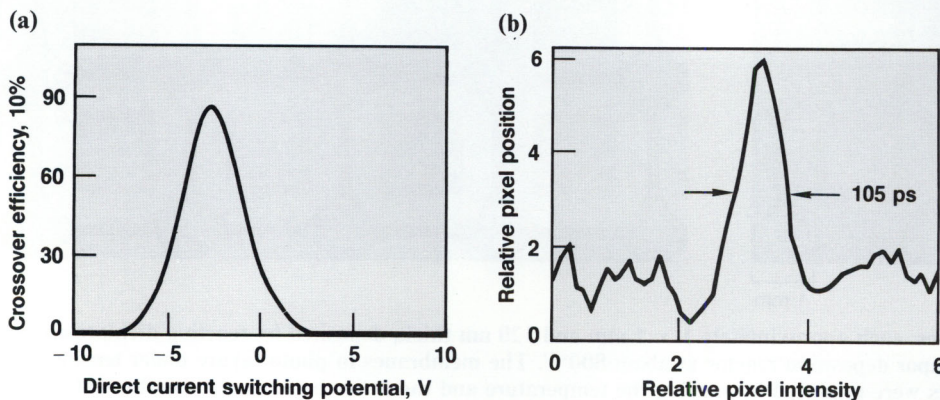 (a)
Crossover efficiency, 10%
90
60
30
0
−10
−5
0
5
10
Direct current switching potential, V
(b)
Relative pixel position
6
4
2
0
105 ps
0
2
4
6
Relative pixel intensity